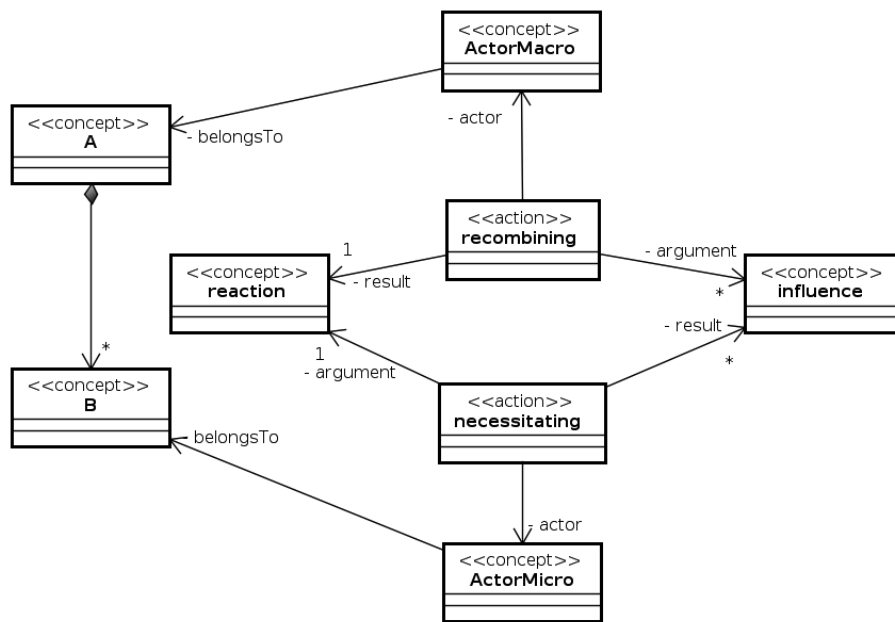 <<concept>>
ActorMacro
- actor
- belongsTo
<<concept>>
A
<<action>>
recombining
1
- result
- argument
*
<<concept>>
reaction
<<concept>>
influence
- result
*
1
- argument
*
<<concept>>
B
<<action>>
necessitating
- belongsTo
- actor
<<concept>>
ActorMicro